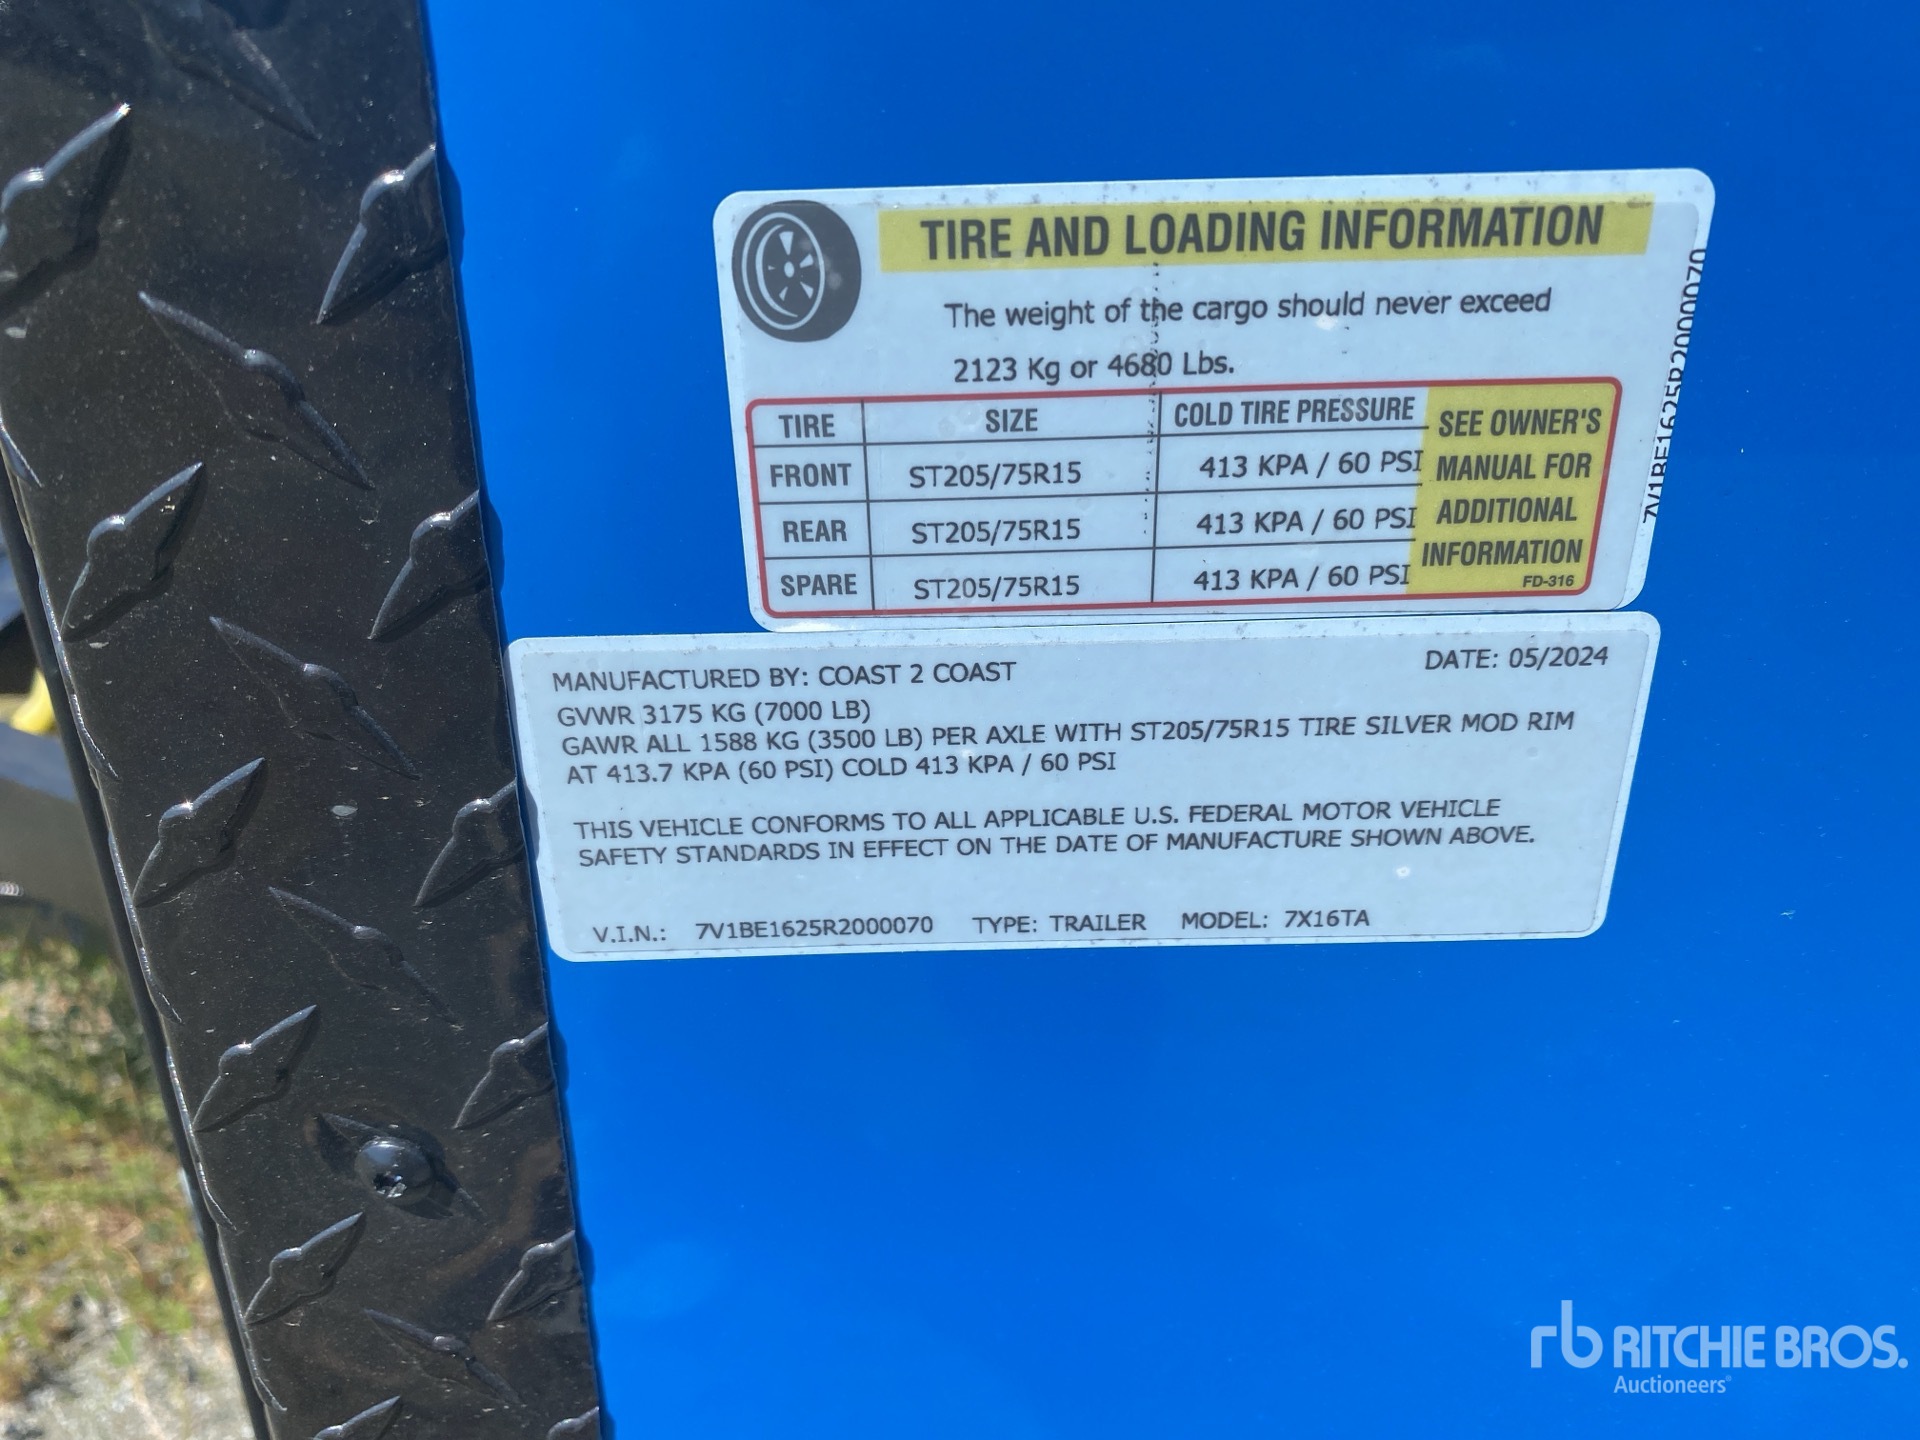 TIRE AND LOADING INFORMATION
The weight of the cargo should never exceed
2123 Kg or 4680 Lbs.
TIRE SIZE COLD TIRE PRESSURE
FRONT ST205/75R15 413 KPA / 60 PSI
REAR ST205/75R15 413 KPA / 60 PSI
SPARE ST205/75R15 413 KPA / 60 PSI
SEE OWNER'S
MANUAL FOR
ADDITIONAL
INFORMATION
FD-316
7V1BE1625R2000070
MANUFACTURED BY: COAST 2 COAST DATE: 05/2024
GVWR 3175 KG (7000 LB)
GAWR ALL 1588 KG (3500 LB) PER AXLE WITH ST205/75R15 TIRE SILVER MOD RIM
AT 413.7 KPA (60 PSI) COLD 413 KPA / 60 PSI
THIS VEHICLE CONFORMS TO ALL APPLICABLE U.S. FEDERAL MOTOR VEHICLE
SAFETY STANDARDS IN EFFECT ON THE DATE OF MANUFACTURE SHOWN ABOVE.
V.I.N.: 7V1BE1625R2000070 TYPE: TRAILER MODEL: 7X16TA
rb RITCHIE BROS.
Auctioneers